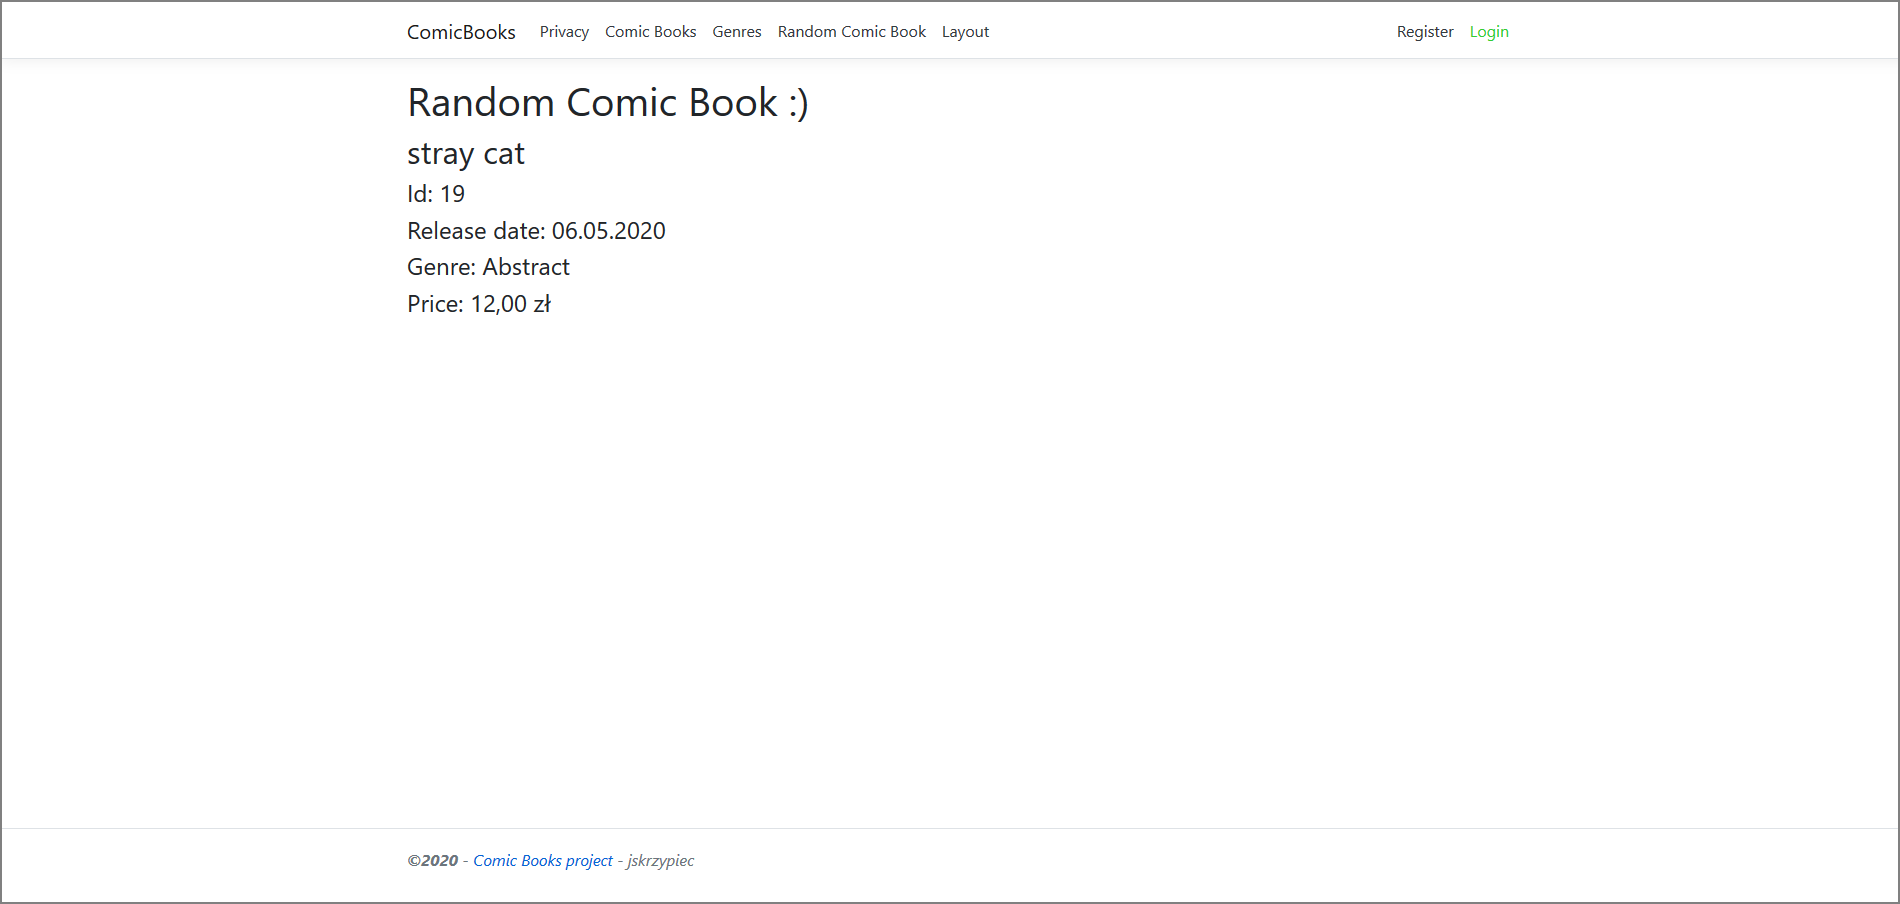 ComicBooks Privacy Comic Books Genres Random Comic Book Layout Register Login
Random Comic Book :)
stray cat
Id: 19
Release date: 06.05.2020
Genre: Abstract
Price: 12,00 zł
©2020 - Comic Books project - jskrzypiec